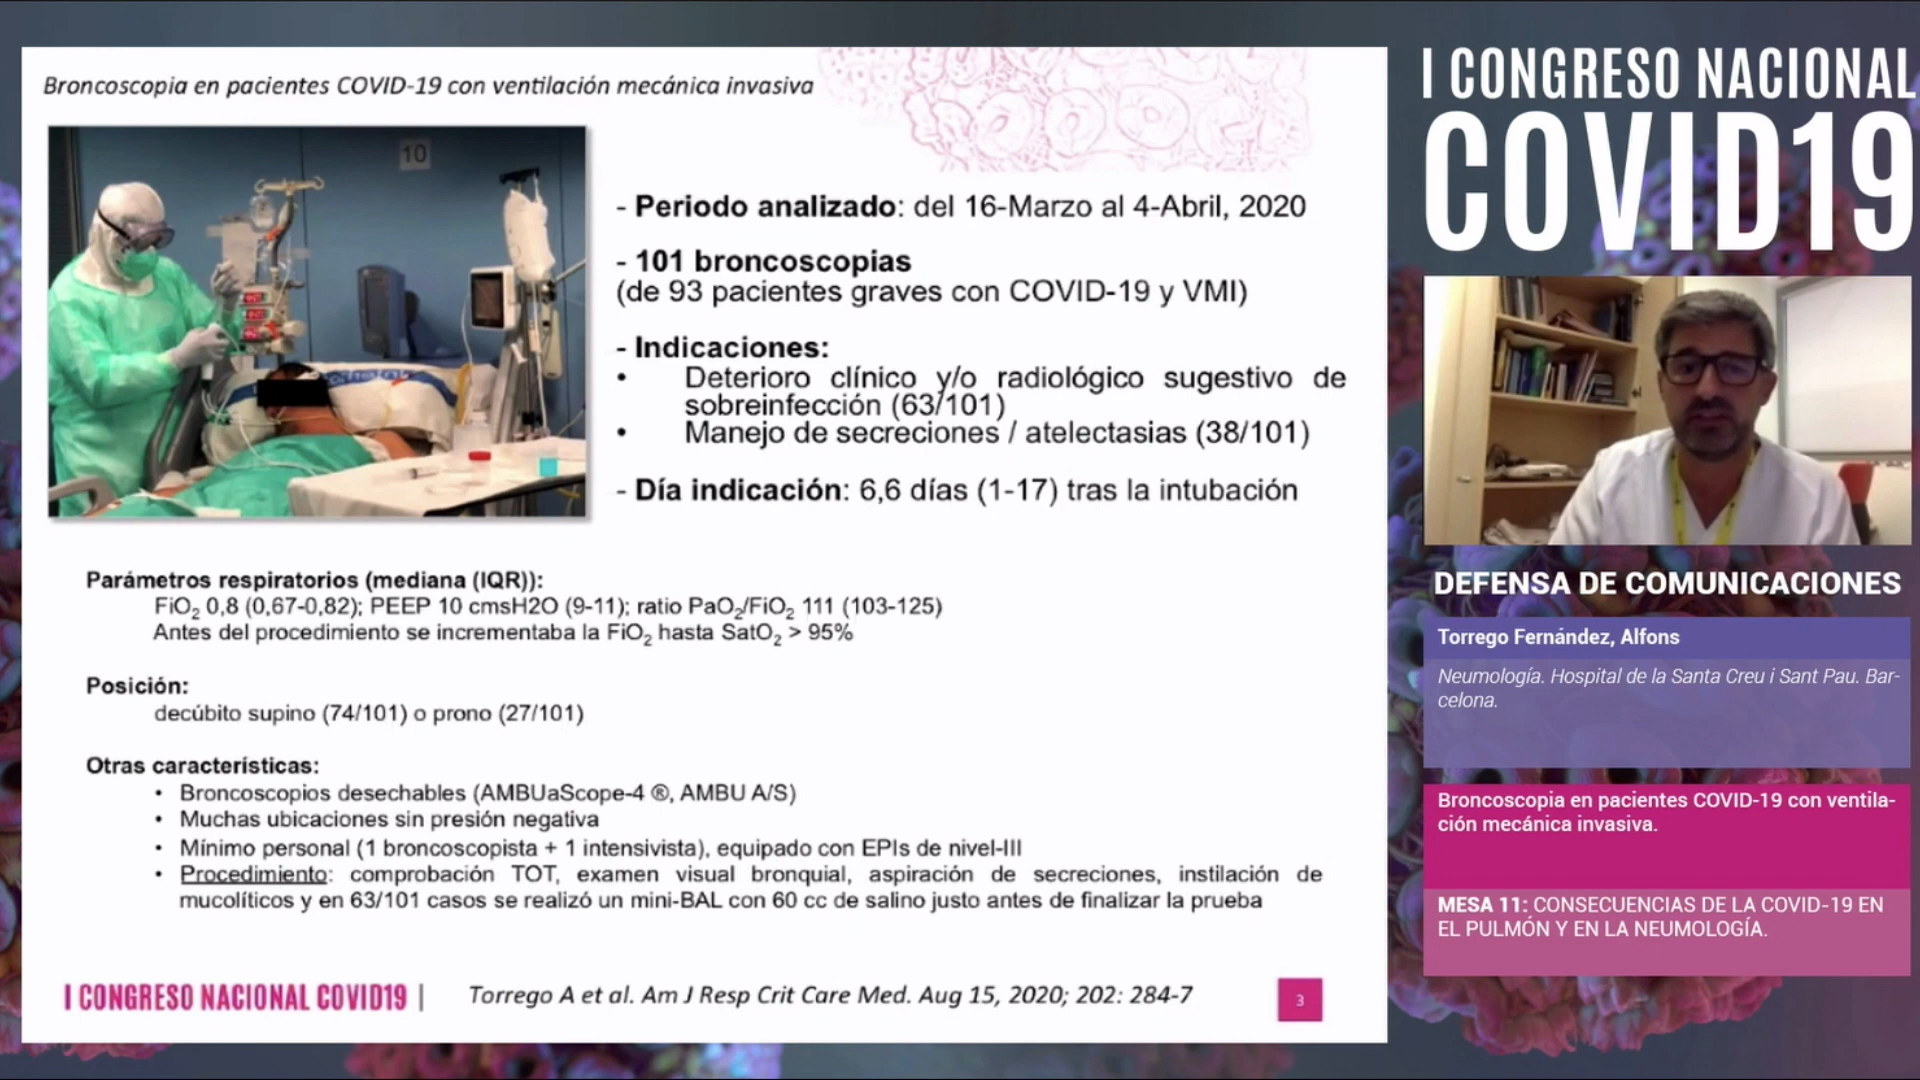 Broncoscopia en pacientes COVID-19 con ventilación mecánica invasiva
10
- Periodo analizado: del 16-Marzo al 4-Abril, 2020
- 101 broncoscopias
(de 93 pacientes graves con COVID-19 y VMI)
- Indicaciones:
• Deterioro clínico y/o radiológico sugestivo de
sobreinfección (63/101)
• Manejo de secreciones / atelectasias (38/101)
- Día indicación: 6,6 días (1-17) tras la intubación
Parámetros respiratorios (mediana (IQR)):
FiO2 0,8 (0,67-0,82); PEEP 10 cmsH2O (9-11); ratio PaO2/FiO2 111 (103-125)
Antes del procedimiento se incrementaba la FiO2 hasta SatO2 > 95%
Posición:
decúbito supino (74/101) o prono (27/101)
Otras características:
• Broncoscopios desechables (AMBUaScope-4 ®, AMBU A/S)
• Muchas ubicaciones sin presión negativa
• Mínimo personal (1 broncoscopista + 1 intensivista), equipado con EPIs de nivel-III
• Procedimiento: comprobación TOT, examen visual bronquial, aspiración de secreciones, instilación de
mucolíticos y en 63/101 casos se realizó un mini-BAL con 60 cc de salino justo antes de finalizar la prueba
I CONGRESO NACIONAL COVID19 |
Torrego A et al. Am J Resp Crit Care Med. Aug 15, 2020; 202: 284-7
3
I CONGRESO NACIONAL
COVID19
DEFENSA DE COMUNICACIONES
Torrego Fernández, Alfons
Neumología. Hospital de la Santa Creu i Sant Pau. Bar-
celona.
Broncoscopia en pacientes COVID-19 con ventila-
ción mecánica invasiva.
MESA 11: CONSECUENCIAS DE LA COVID-19 EN
EL PULMÓN Y EN LA NEUMOLOGÍA.